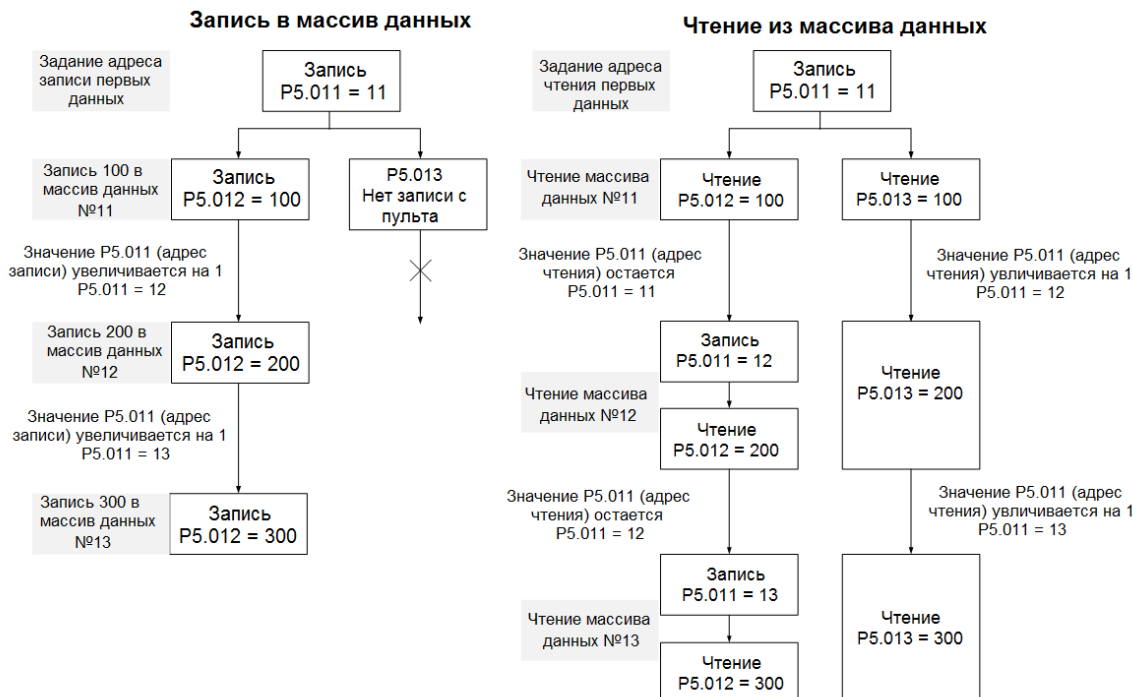 Запись в массив данных
Задание адреса
записи первых
данных
Запись
P5.011 = 11
Запись 100 в
массив данных
№11
Запись
P5.012 = 100
P5.013
Нет записи с
пульта
Значение P5.011 (адрес
записи) увеличивается на 1
P5.011 = 12
Запись 200 в
массив данных
№12
Запись
P5.012 = 200
Значение P5.011 (адрес
записи) увеличивается на 1
P5.011 = 13
Запись 300 в
массив данных
№13
Запись
P5.012 = 300
Чтение из массива данных
Задание адреса
чтения первых
данных
Запись
P5.011 = 11
Чтение массива
данных №11
Чтение
P5.012 = 100
Чтение
P5.013 = 100
Значение P5.011 (адрес
чтения) остается
P5.011 = 11
Значение P5.011 (адрес
чтения) увличивается на 1
P5.011 = 12
Запись
P5.011 = 12
Чтение массива
данных №12
Чтение
P5.012 = 200
Чтение
P5.013 = 200
Значение P5.011 (адрес
чтения) остается
P5.011 = 12
Значение P5.011 (адрес
чтения) увличивается на 1
P5.011 = 13
Запись
P5.011 = 13
Чтение массива
данных №13
Чтение
P5.012 = 300
Чтение
P5.013 = 300